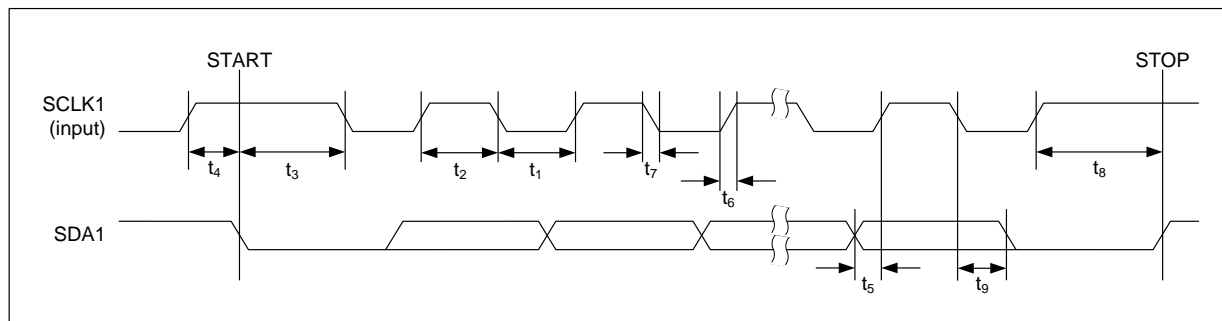 START
STOP
SCLK1
(input)
t4
t3
t2
t1
t7
t6
t8
SDA1
t5
t9